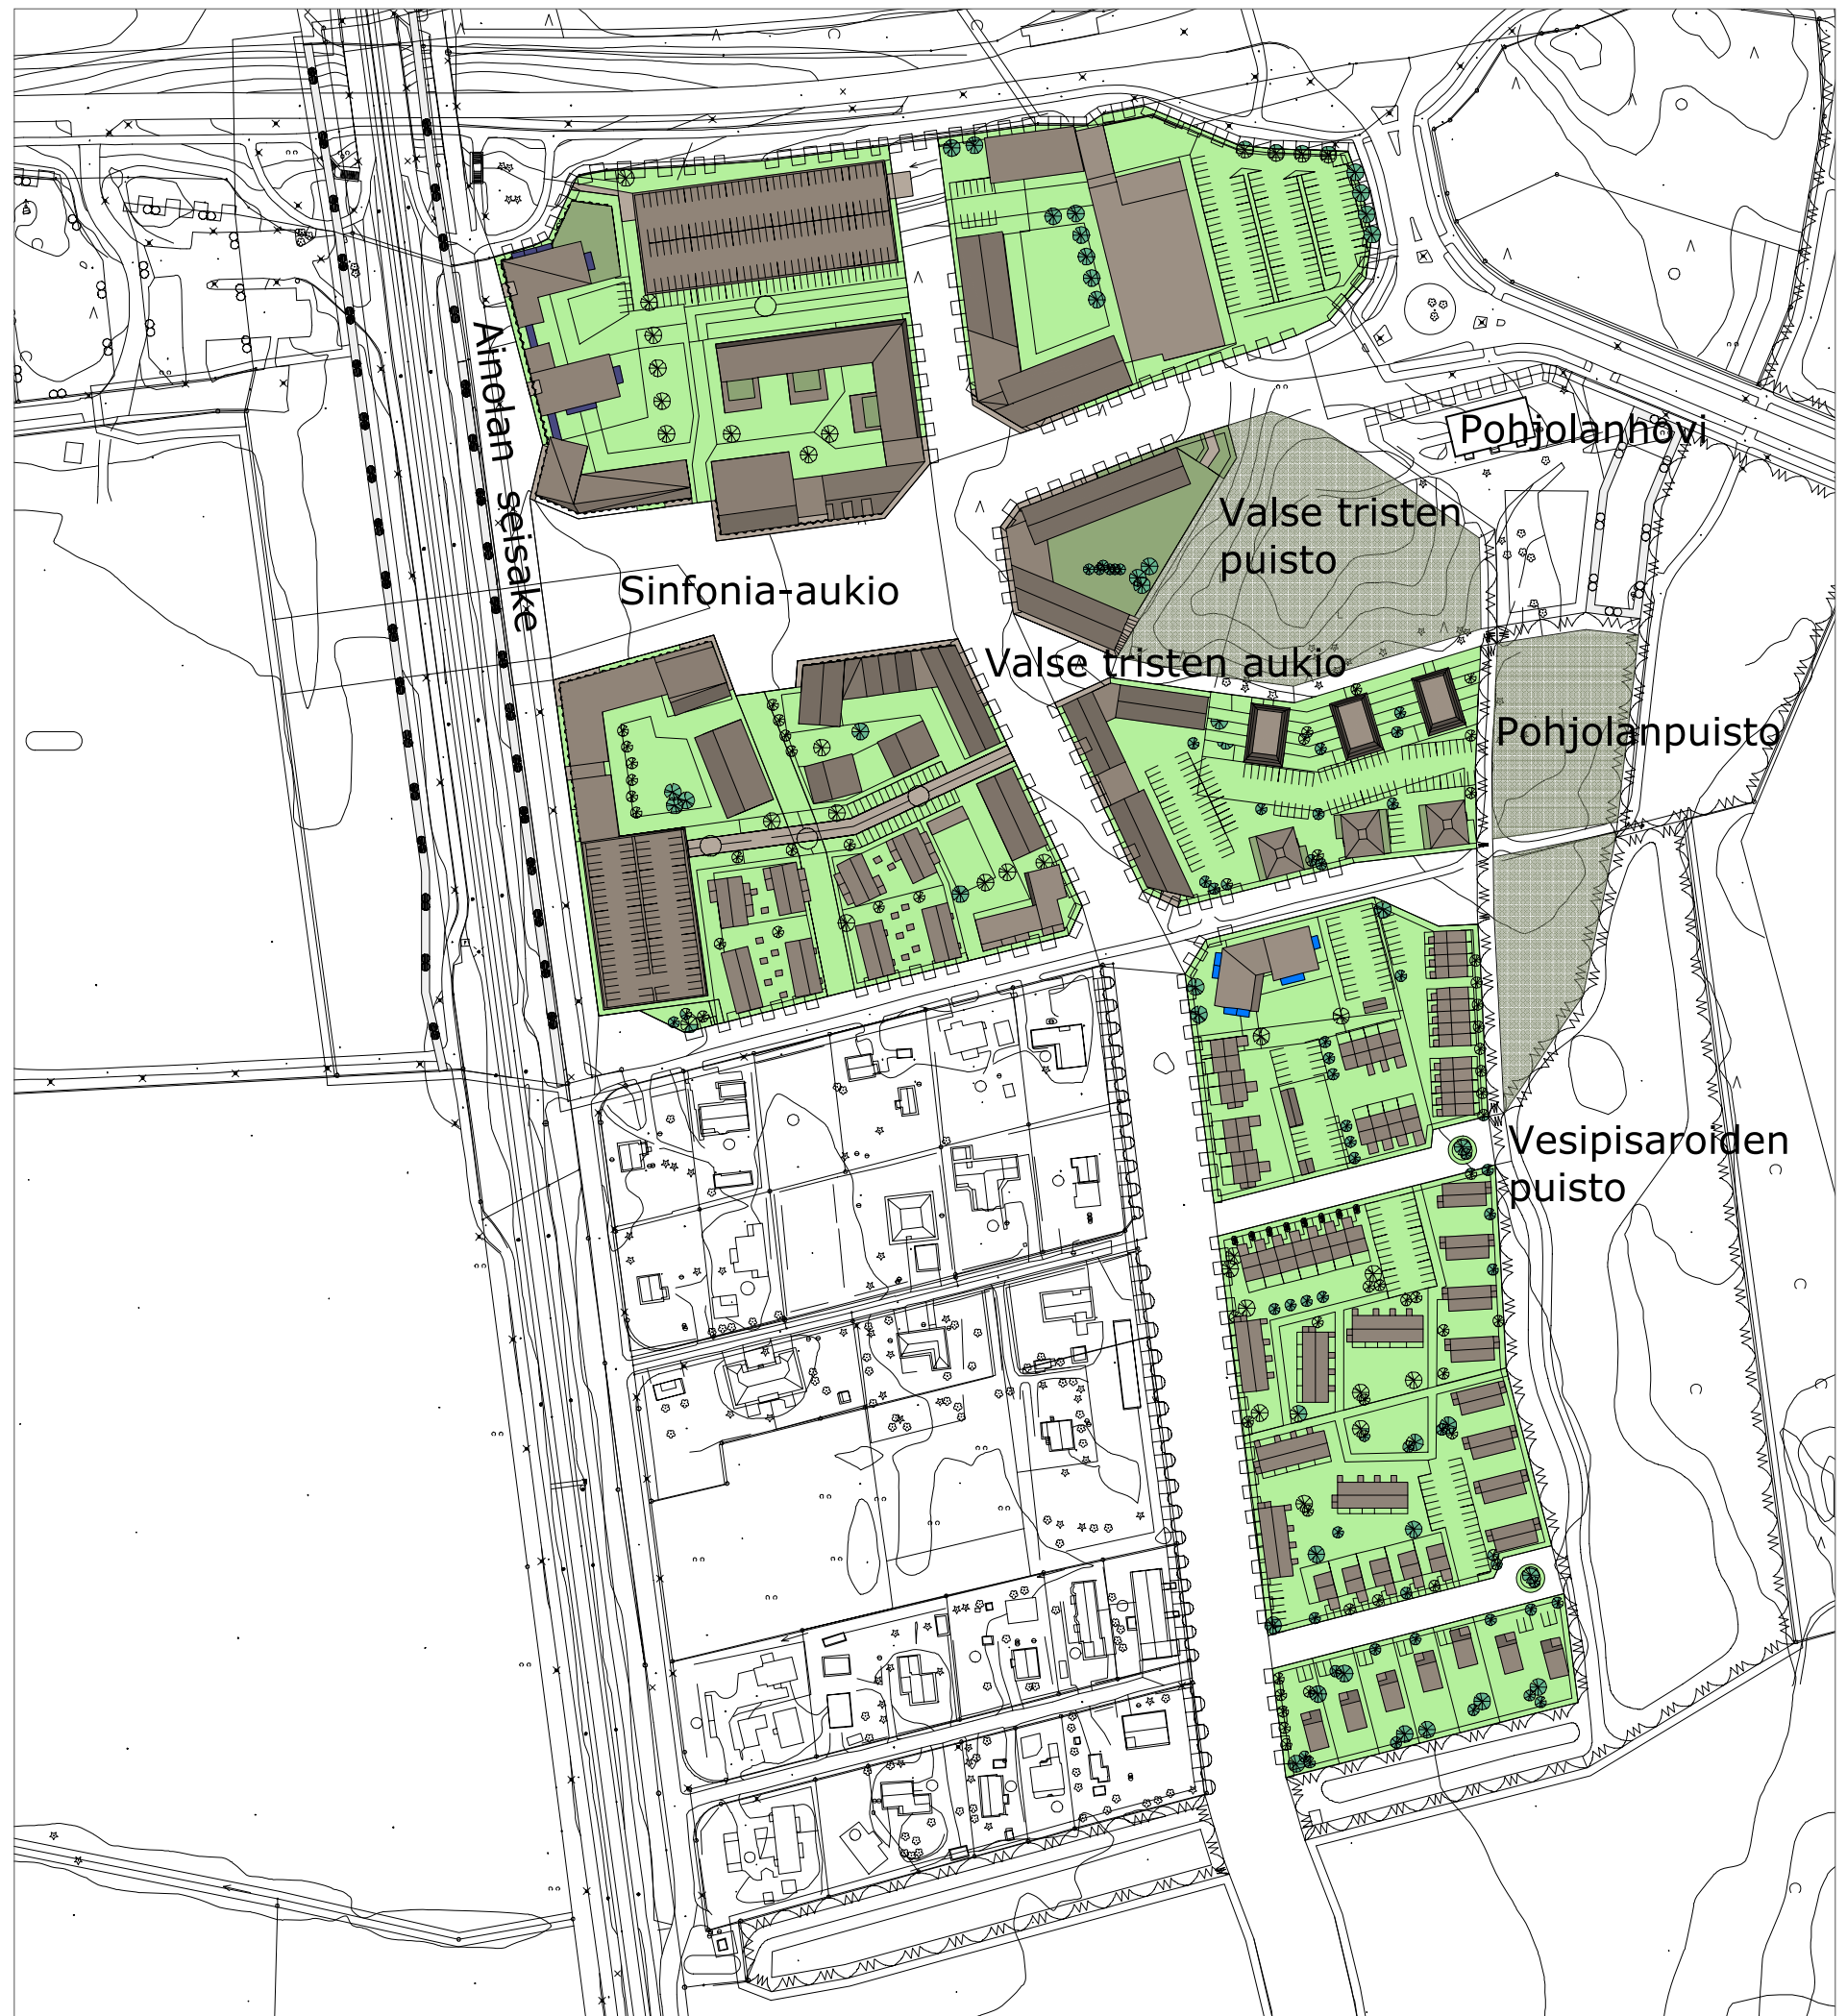 Ainolan seisake
Pohjolanhovi
Valse tristen
puisto
Sinfonia-aukio
Valse tristen aukio
Pohjolanpuisto
Vesipisaroiden
puisto